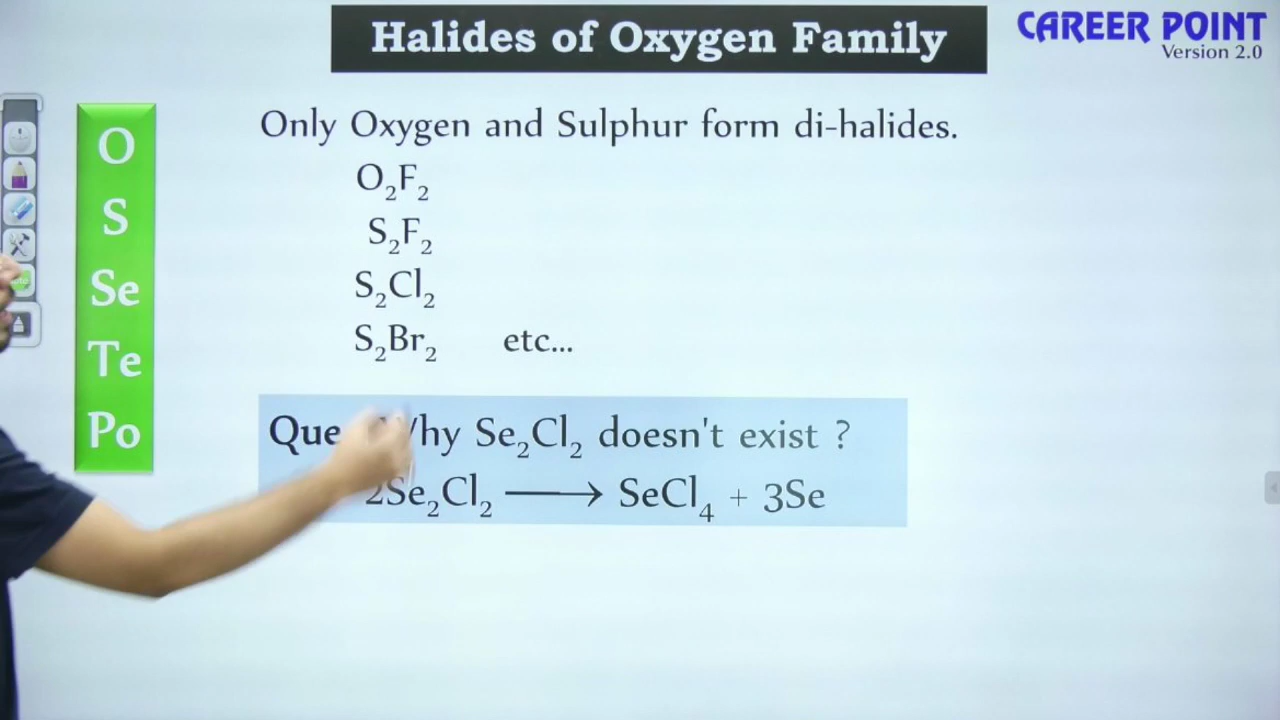 Halides of Oxygen Family
CAREER POINT
Version 2.0
O
S
Se
Te
Po
Only Oxygen and Sulphur form di-halides.
O₂F₂
S₂F₂
S₂Cl₂
S₂Br₂ etc...
Que hy Se₂Cl₂ doesn't exist ?
2Se₂Cl₂ ⟶ SeCl₄ + 3Se